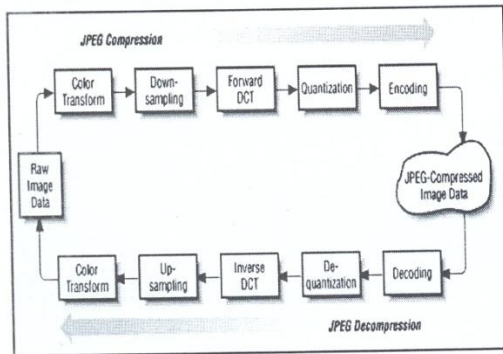 JPEG Compression
Color
Transform
Down-
sampling
Forward
DCT
Quantization
Encoding
Raw
Image
Data
JPEG-Compressed
Image Data
Color
Transform
Up-
sampling
Inverse
DCT
De-
quantization
Decoding
JPEG Decompression